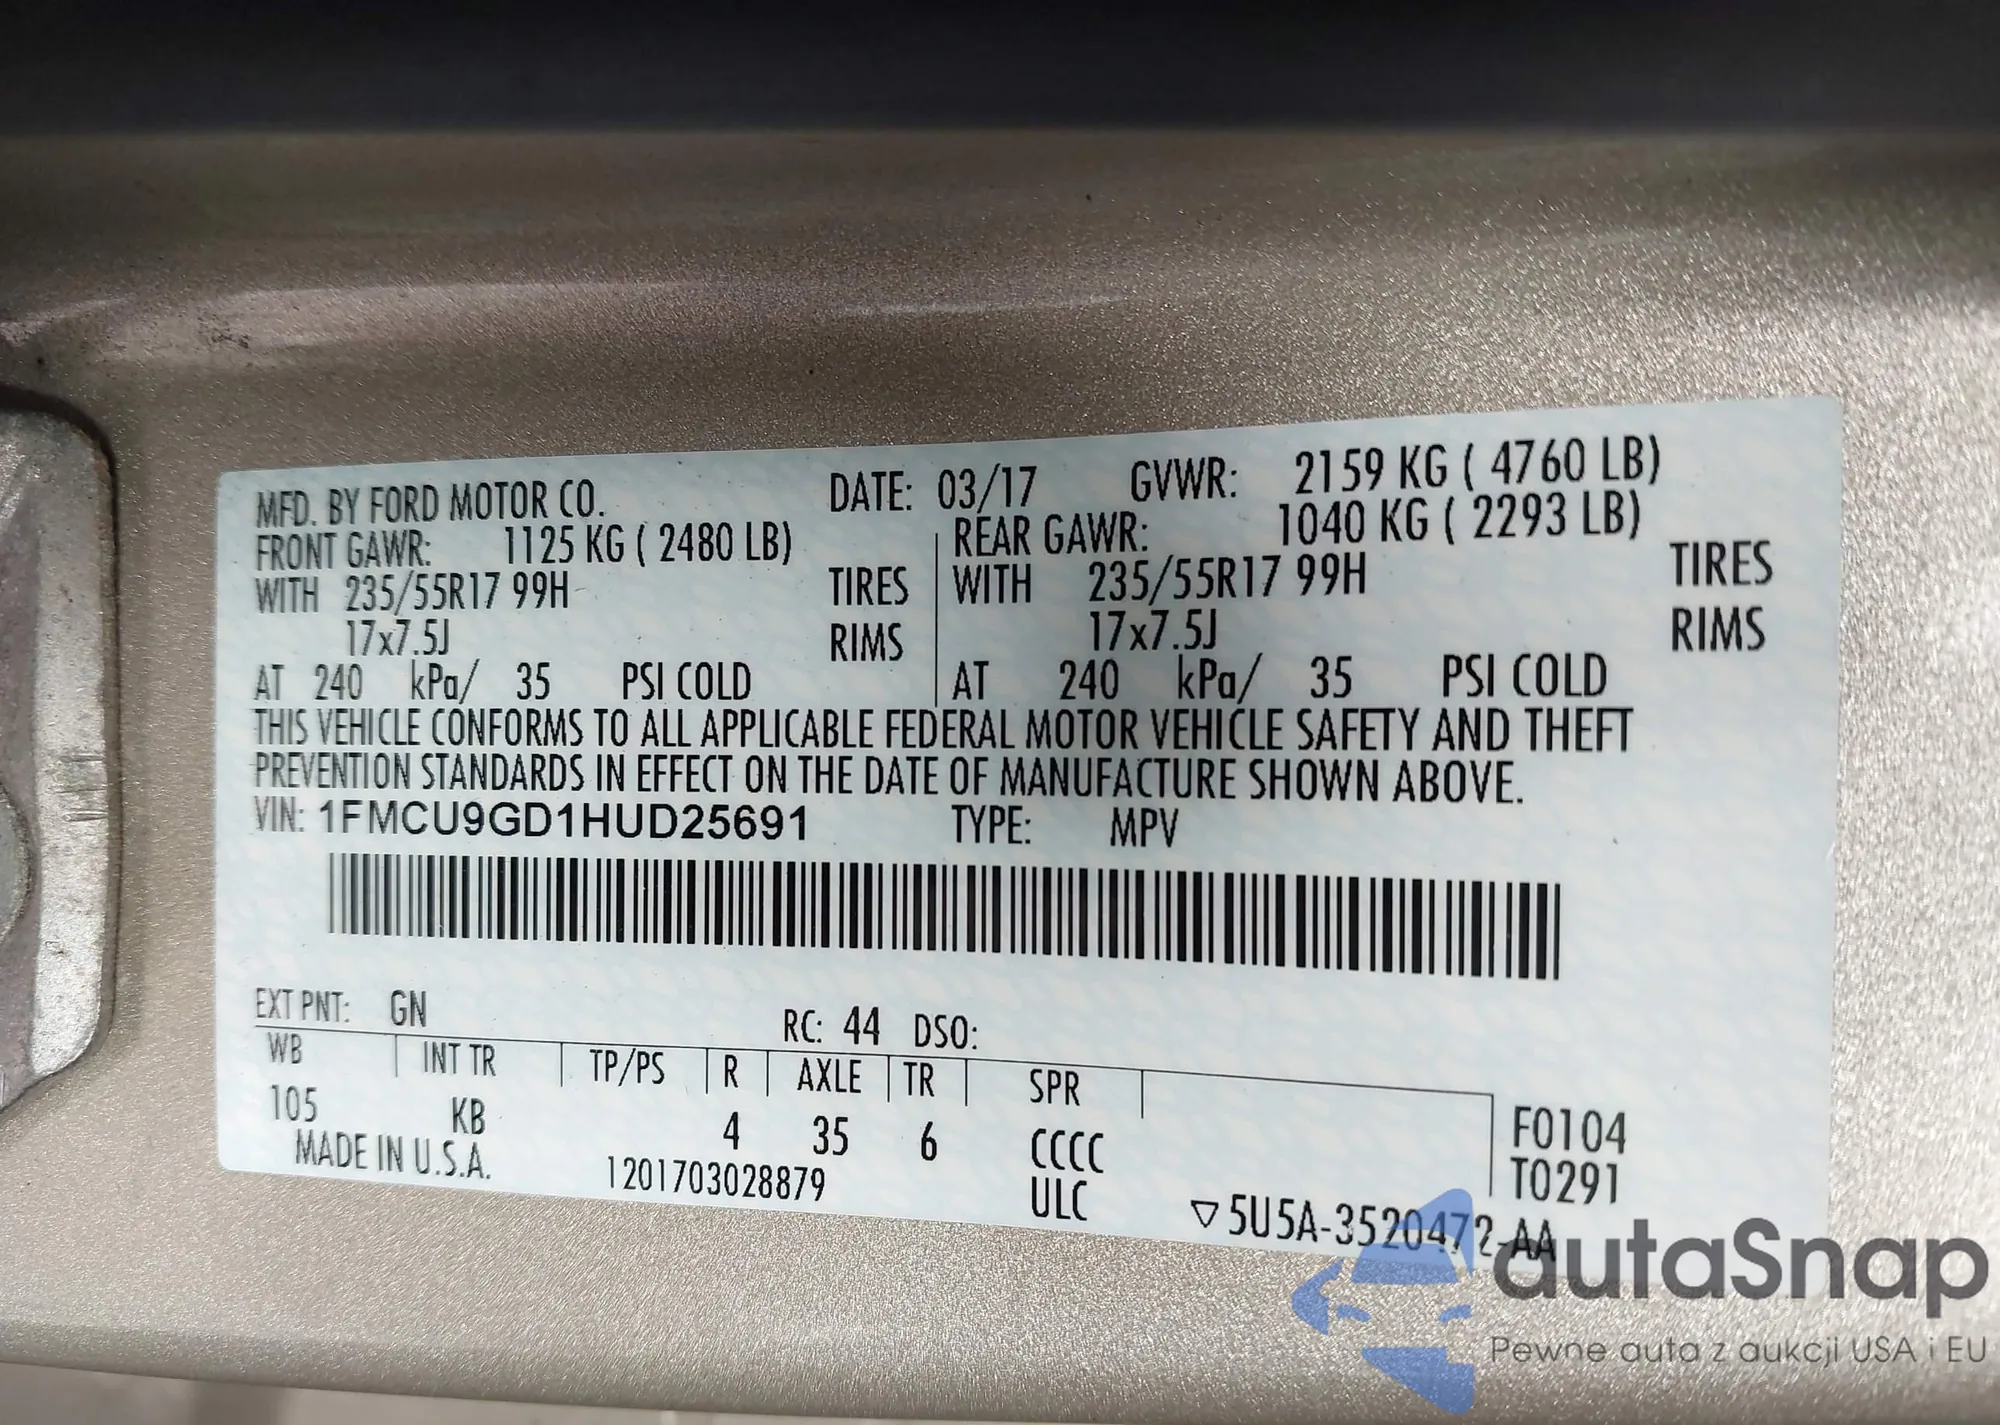 MFD. BY FORD MOTOR CO. DATE: 03/17 GVWR: 2159 KG ( 4760 LB)
FRONT GAWR: 1125 KG ( 2480 LB) REAR GAWR: 1040 KG ( 2293 LB)
WITH 235/55R17 99H TIRES WITH 235/55R17 99H TIRES
17x7.5J RIMS 17x7.5J RIMS
AT 240 kPa/ 35 PSI COLD AT 240 kPa/ 35 PSI COLD
THIS VEHICLE CONFORMS TO ALL APPLICABLE FEDERAL MOTOR VEHICLE SAFETY AND THEFT
PREVENTION STANDARDS IN EFFECT ON THE DATE OF MANUFACTURE SHOWN ABOVE.
VIN: 1FMCU9GD1HUD25691 TYPE: MPV
EXT PNT: GN RC: 44 DSO:
WB INT TR TP/PS R AXLE TR SPR
105 KB 4 35 6 CCCC F0104
MADE IN U.S.A. 1201703028879 ULC T0291
▽5U5A-3520472-AA
autaSnap
Pewne auta z aukcji USA i EU